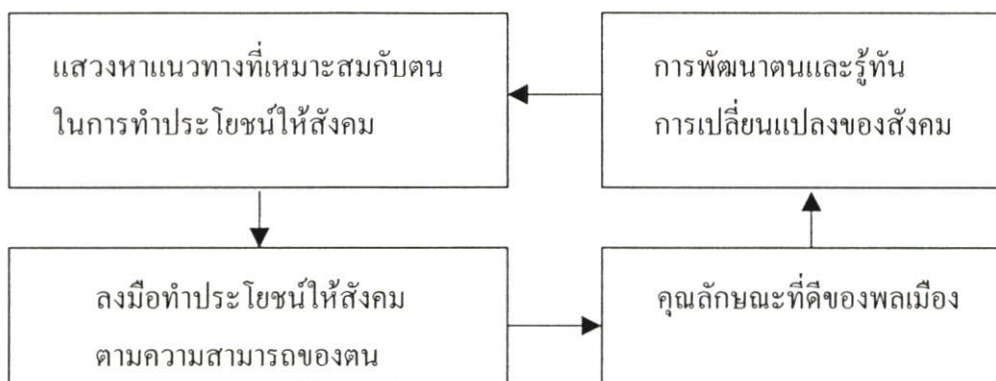 แสวงหาแนวทางที่เหมาะสมกับตน
ในการทำประโยชน์ให้สังคม
การพัฒนาตนและรู้ทัน
การเปลี่ยนแปลงของสังคม
ลงมือทำประโยชน์ให้สังคม
ตามความสามารถของตน
คุณลักษณะที่ดีของพลเมือง